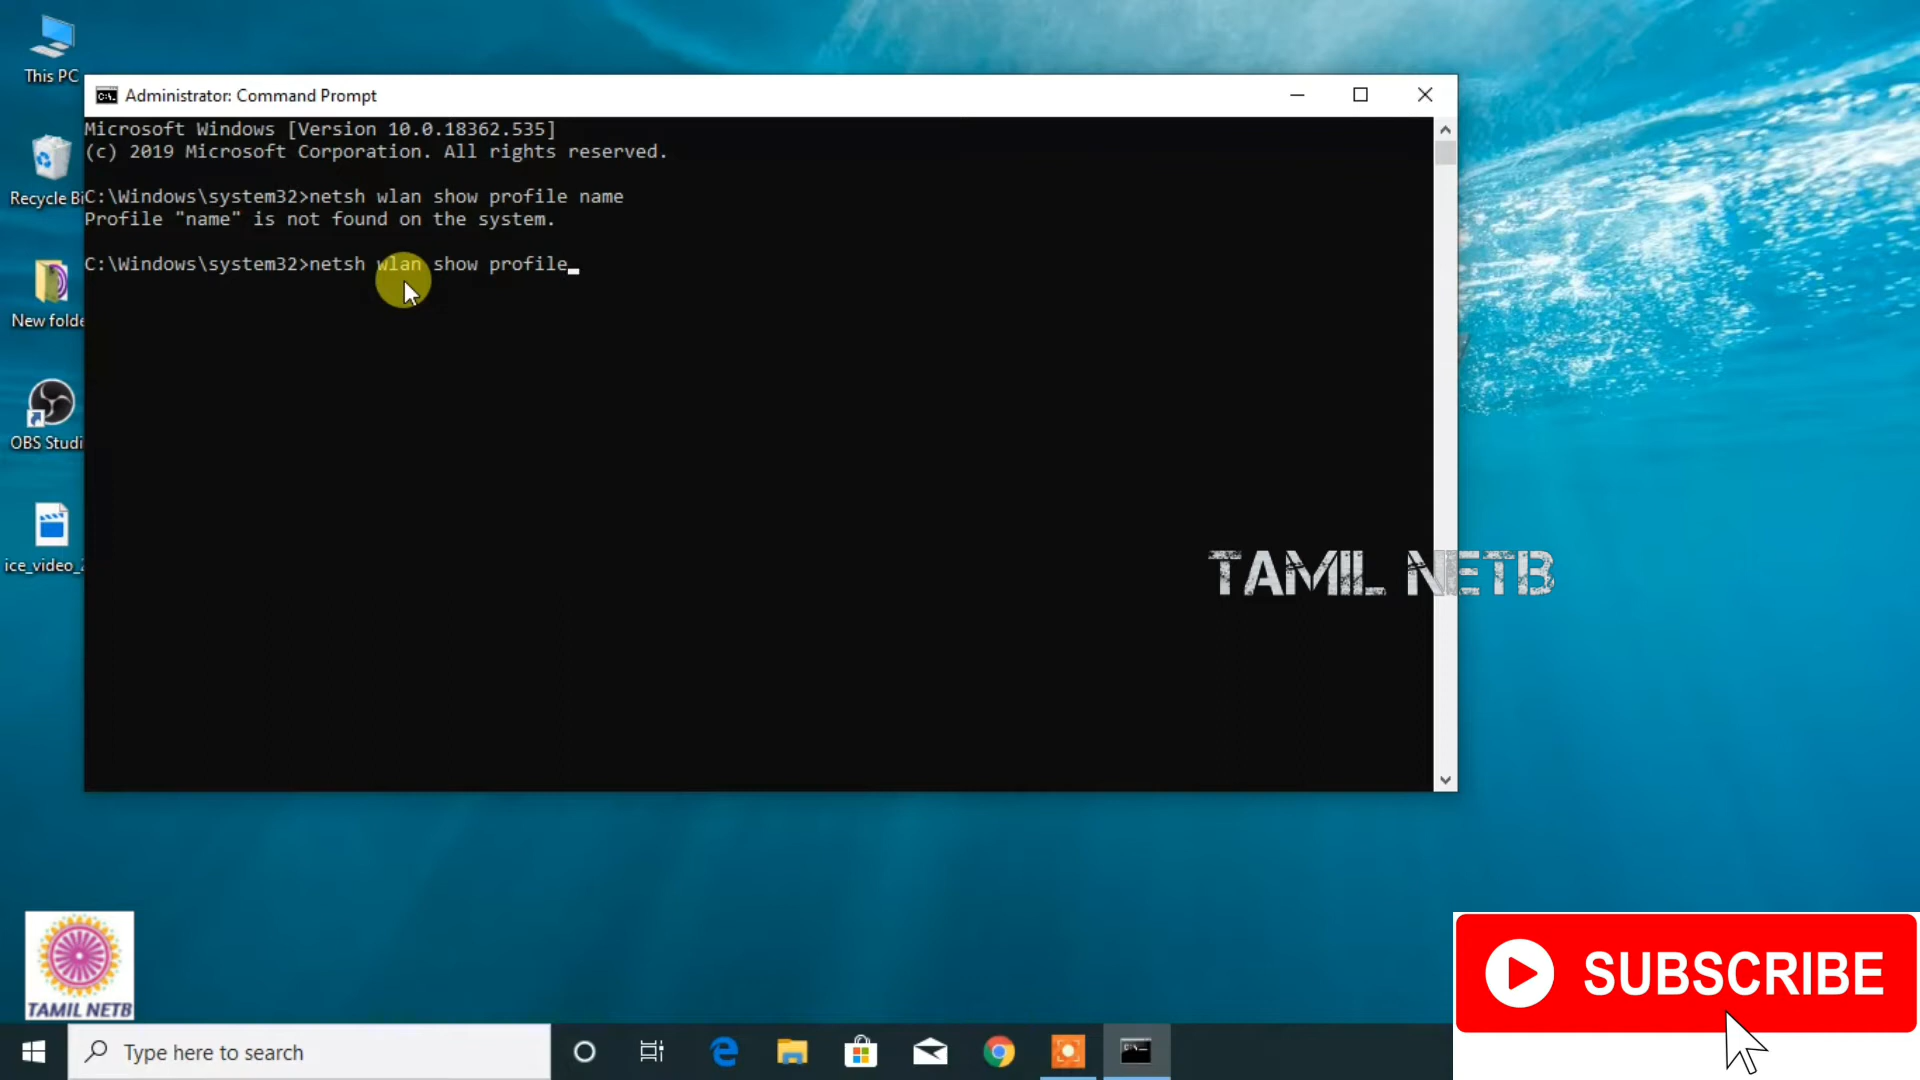 This PC
Administrator: Command Prompt
Microsoft Windows [Version 10.0.18362.535]
(c) 2019 Microsoft Corporation. All rights reserved.
C:\Windows\system32>netsh wlan show profile name
Profile "name" is not found on the system.
C:\Windows\system32>netsh wlan show profile
Recycle Bi
New folde
OBS Studi
ice_video_2
TAMIL NETB
TAMIL NETB
SUBSCRIBE
Type here to search